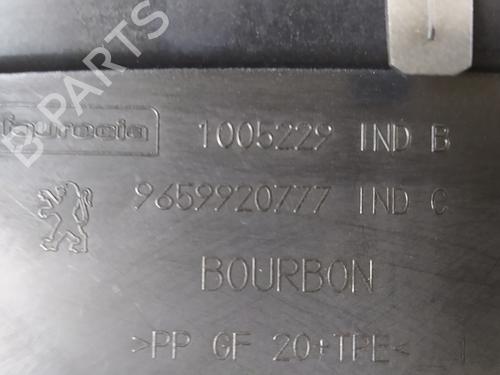 B-PARTS
faurecia 1005229 IND B
9659920777 IND C
BOURBON
>PP GF 20+TPE<